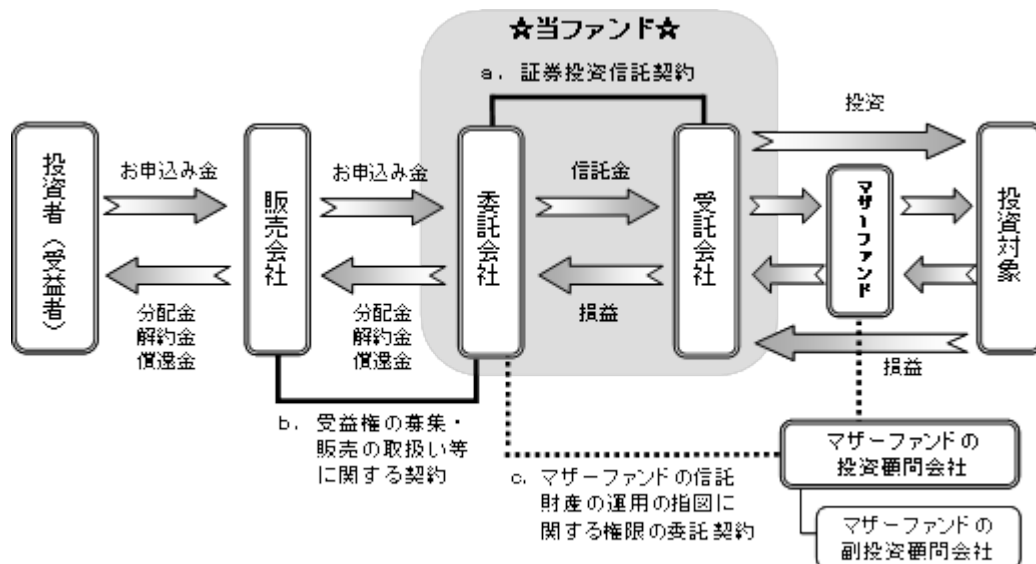 ☆当ファンド☆
a. 証券投資信託契約
投資
投資者（受益者）
お申込み金
販売会社
お申込み金
委託会社
信託金
受託会社
マザーファンド
投資対象
分配金
解約金
償還金
分配金
解約金
償還金
損益
損益
b. 受益権の募集・
販売の取扱い等
に関する契約
c. マザーファンドの信託
財産の運用の指図に
関する権限の委託契約
マザーファンドの
投資顧問会社
マザーファンドの
副投資顧問会社